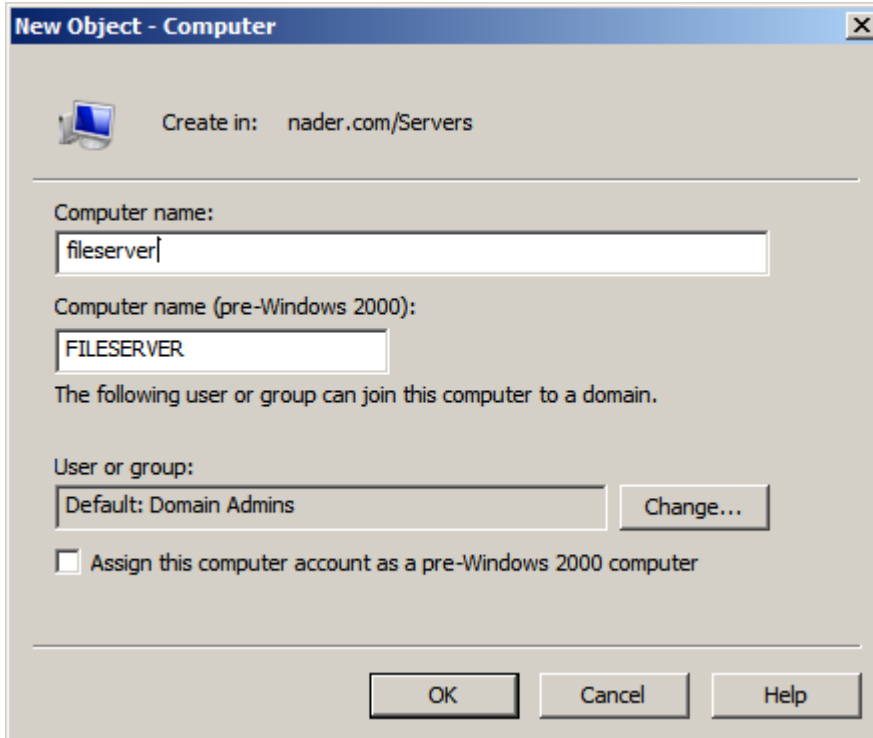 New Object - Computer
Create in: nader.com/Servers
Computer name:
fileserver
Computer name (pre-Windows 2000):
FILESERVER
The following user or group can join this computer to a domain.
User or group:
Default: Domain Admins
Change...
Assign this computer account as a pre-Windows 2000 computer
OK Cancel Help